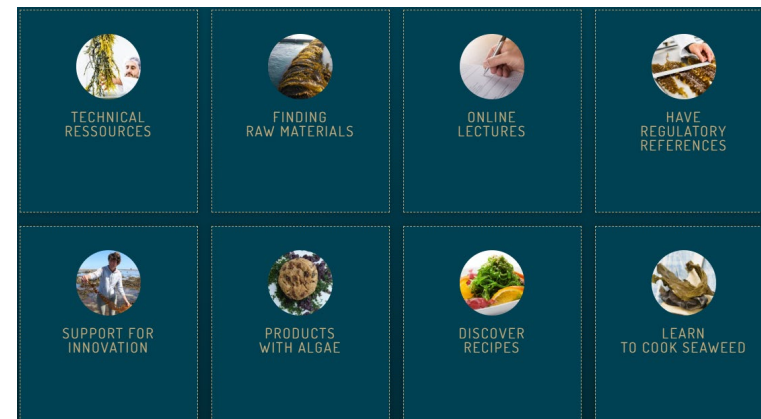 TECHNICAL
RESSOURCES
FINDING
RAW MATERIALS
ONLINE
LECTURES
HAVE
REGULATORY
REFERENCES
SUPPORT FOR
INNOVATION
PRODUCTS
WITH ALGAE
DISCOVER
RECIPES
LEARN
TO COOK SEAWEED